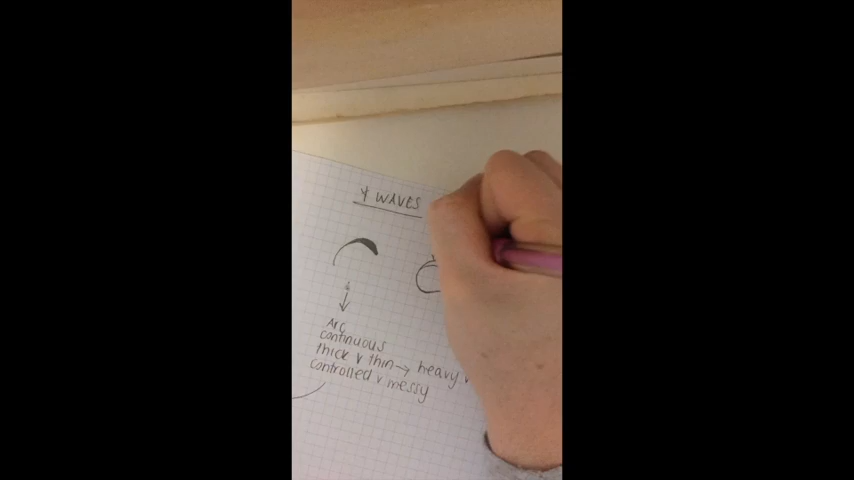 4 WAVES
Arc
continuous
thick v thin → heavy v
controlled v messy